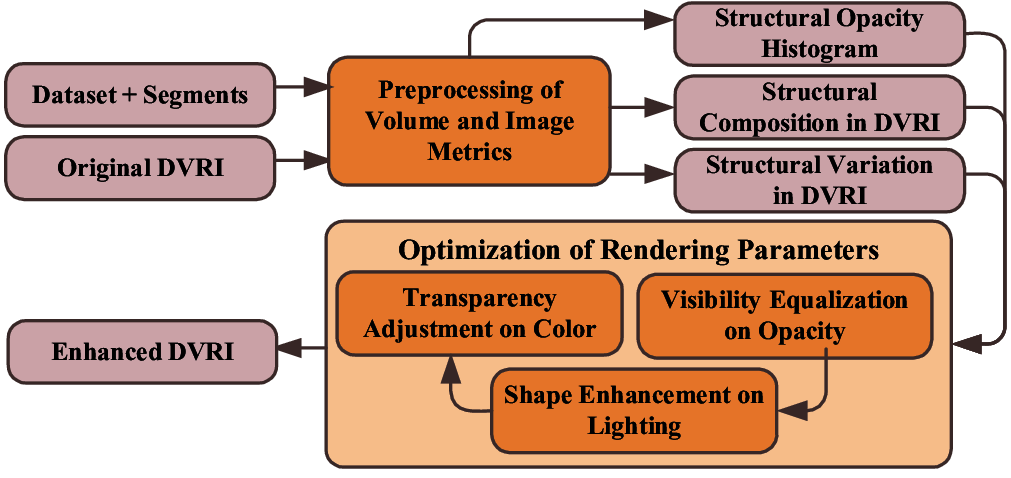 Structural Opacity
Histogram
Dataset + Segments
Preprocessing of
Volume and Image
Metrics
Structural
Composition in DVRI
Original DVRI
Structural Variation
in DVRI
Optimization of Rendering Parameters
Transparency
Adjustment on Color
Visibility Equalization
on Opacity
Enhanced DVRI
Shape Enhancement on
Lighting